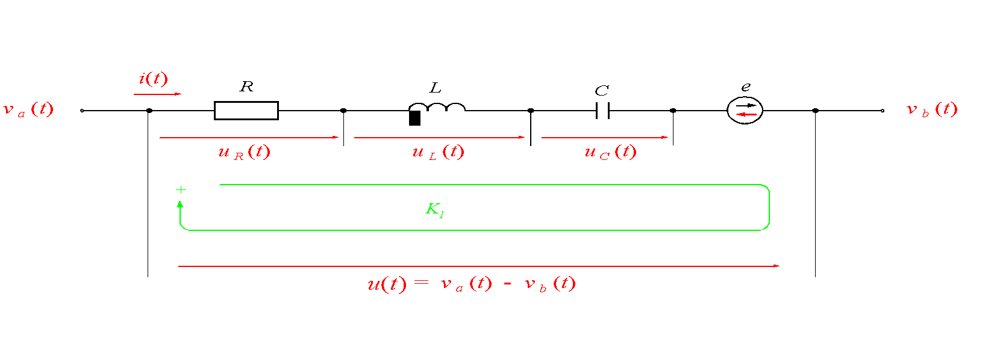 i(t)
R
L
C
e
v a (t)
v b (t)
u R (t)
u L (t)
u C (t)
+
K1
u(t) = v a (t) - v b (t)